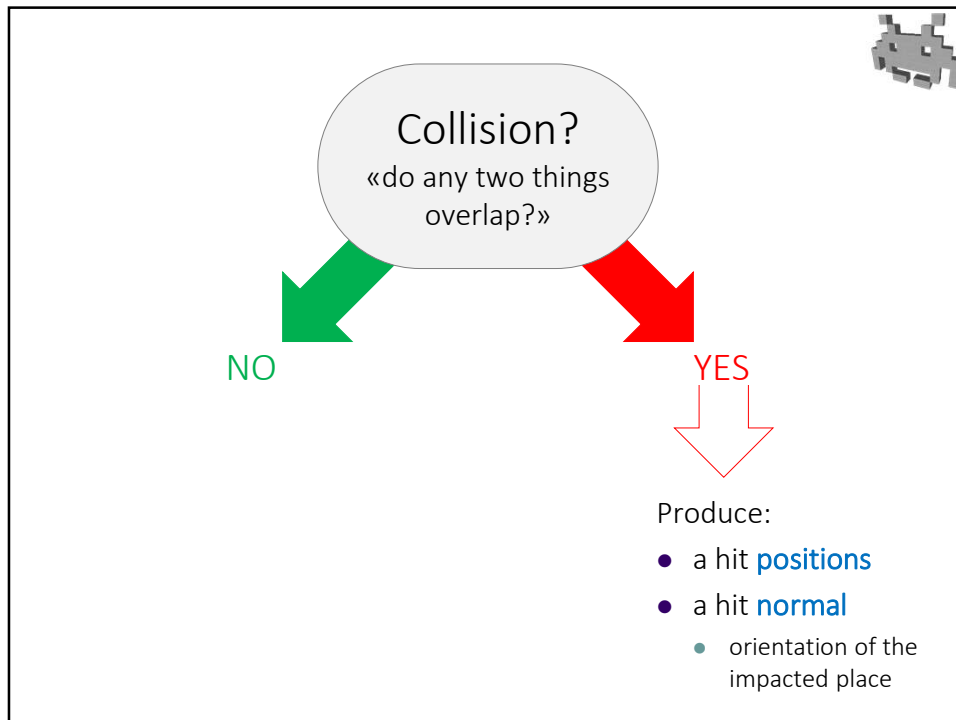 Collision?
«do any two things
overlap?»
NO
YES
Produce:
● a hit positions
● a hit normal
● orientation of the
impacted place